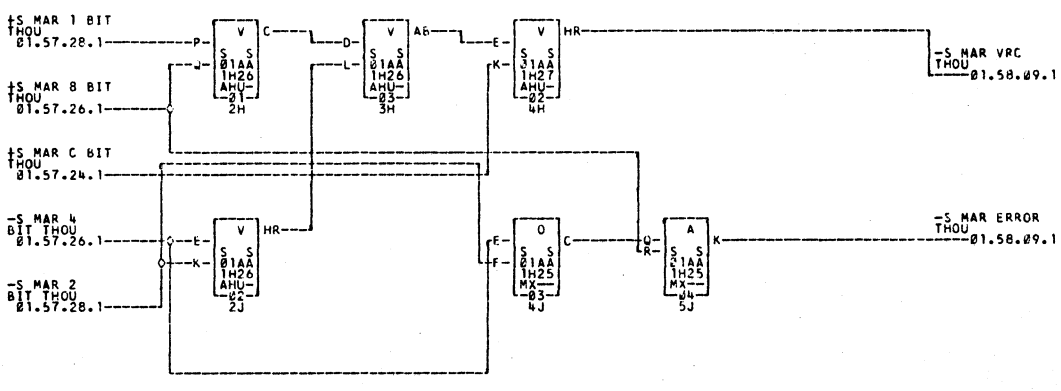 +S MAR 1 BIT
THOU
01.57.28.1
P
V
C
S S
01AA
1H26
AHU-
01
2H
D
L
V
AB
S S
01AA
1H26
AHU-
03
3H
E
K
V
HR
S S
01AA
1H27
AHU-
02
4H
-S MAR VRC
THOU
01.58.09.1
+S MAR 8 BIT
THOU
01.57.26.1
+S MAR C BIT
THOU
01.57.24.1
-S MAR 4
BIT THOU
01.57.26.1
E
K
V
HR
S S
01AA
1H26
AHU-
02
2J
E
F
O
C
S S
01AA
1H25
MX
03
4J
R
A
K
S S
01AA
1H25
MX
04
5J
-S MAR ERROR
THOU
01.58.09.1
-S MAR 2
BIT THOU
01.57.28.1